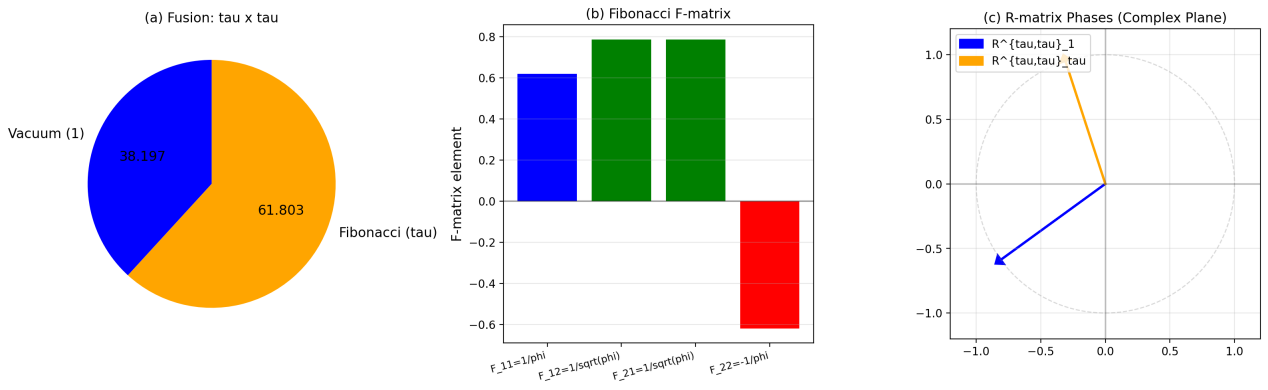 (a) Fusion: tau x tau
Vacuum (1)
38.197
61.803
Fibonacci (tau)
(b) Fibonacci F-matrix
F-matrix element
0.8
0.6
0.4
0.2
0.0
−0.2
−0.4
−0.6
F_11=1/phi
F_12=1/sqrt(phi)
F_21=1/sqrt(phi)
F_22=-1/phi
(c) R-matrix Phases (Complex Plane)
R^{tau,tau}_1
R^{tau,tau}_tau
1.0
0.5
0.0
−0.5
−1.0
−1.0 −0.5 0.0 0.5 1.0